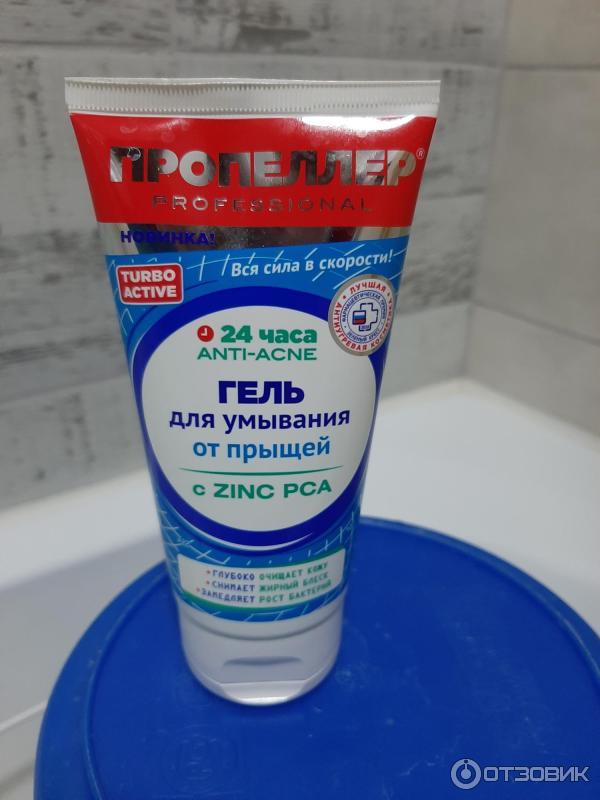 ПРОПЕЛЛЕР®
PROFESSIONAL
НОВИНКА!
TURBO
ACTIVE
Вся сила в скорости!
ЛУЧШАЯ
24 часа
ANTI-ACNE
ГЕЛЬ
для умывания
от прыщей
с ZINC PCA
• ГЛУБОКО ОЧИЩАЕТ КОЖУ
• СНИМАЕТ ЖИРНЫЙ БЛЕСК
• ЗАМЕДЛЯЕТ РОСТ БАКТЕРИЙ
ОТЗОВИК